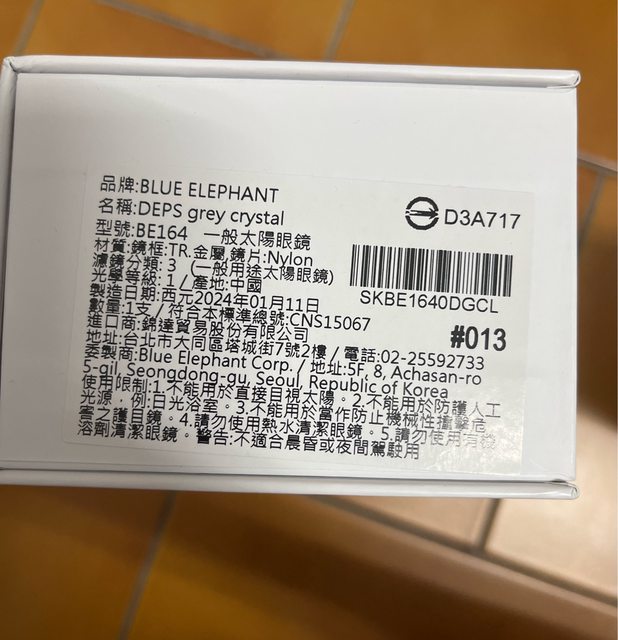 品牌:BLUE ELEPHANT
名稱:DEPS grey crystal
D3A717
型號:BE164 一般太陽眼鏡
材質:鏡框:TR.金屬.鏡片:Nylon
濾鏡分類: 3 (一般用途太陽眼鏡)
光學等級: 1 / 產地:中國
SKBE1640DGCL
製造日期:西元2024年01月11日
數量:1支 / 符合本標準總號:CNS15067
#013
進口商:錦達貿易股份有限公司
地址:台北市大同區塔城街7號2樓 / 電話:02-25592733
委製商:Blue Elephant Corp. / 地址:5F, 8, Achasan-ro
5-gil, Seongdong-gu, Seoul, Republic of Korea
使用限制:1.不能用於直接目視太陽。2.不能用於防護人工
光源，例:日光浴室。3.不能用於當作防止機械性撞擊危
害之護目鏡。4.請勿使用熱水清潔眼鏡。5.請勿使用有機
溶劑清潔眼鏡。警告:不適合晨昏或夜間駕駛用